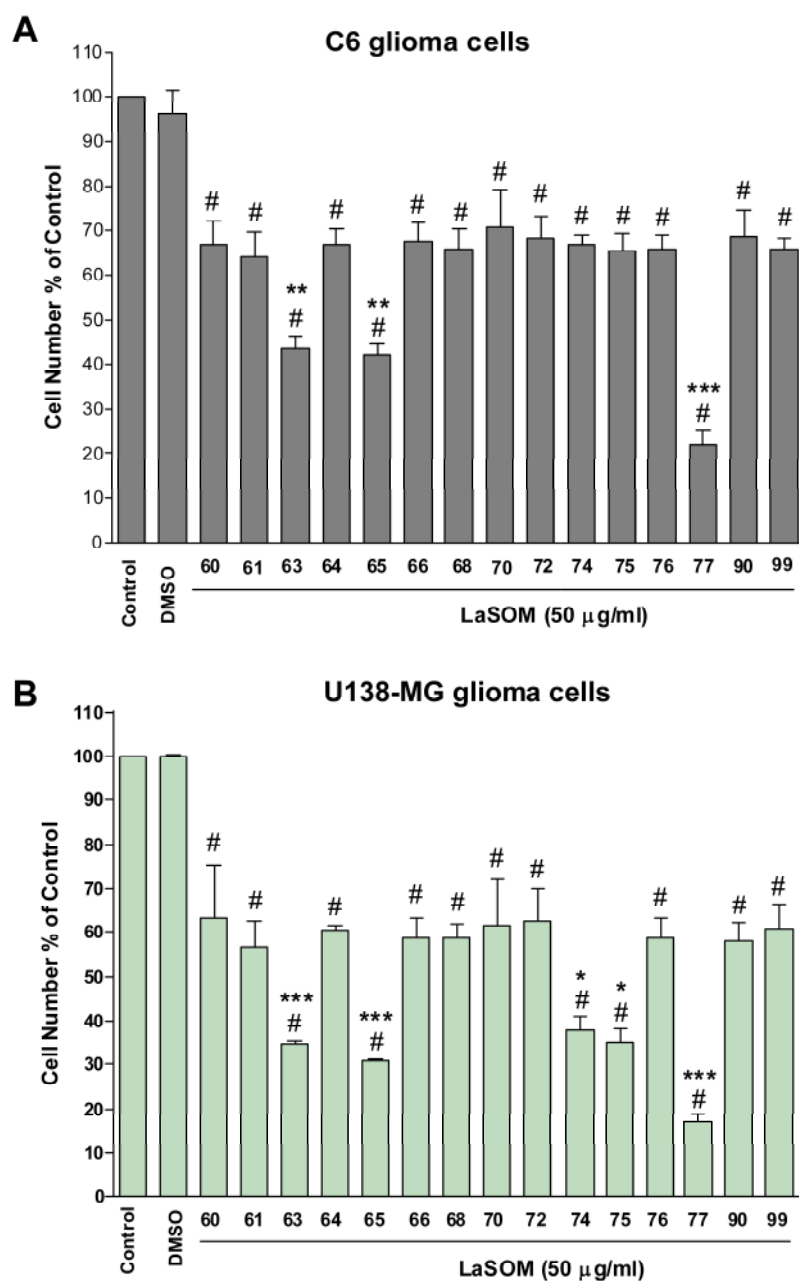 A
C6 glioma cells
Cell Number % of Control
110
100
90
80
70
60
50
40
30
20
10
0
# # ** # # ** # # # # # # # # *** # # #
Control DMSO 60 61 63 64 65 66 68 70 72 74 75 76 77 90 99
LaSOM (50 µg/ml)
B
U138-MG glioma cells
Cell Number % of Control
110
100
90
80
70
60
50
40
30
20
10
0
# # *** # # *** # # # # # * # * # # *** # # #
Control DMSO 60 61 63 64 65 66 68 70 72 74 75 76 77 90 99
LaSOM (50 µg/ml)